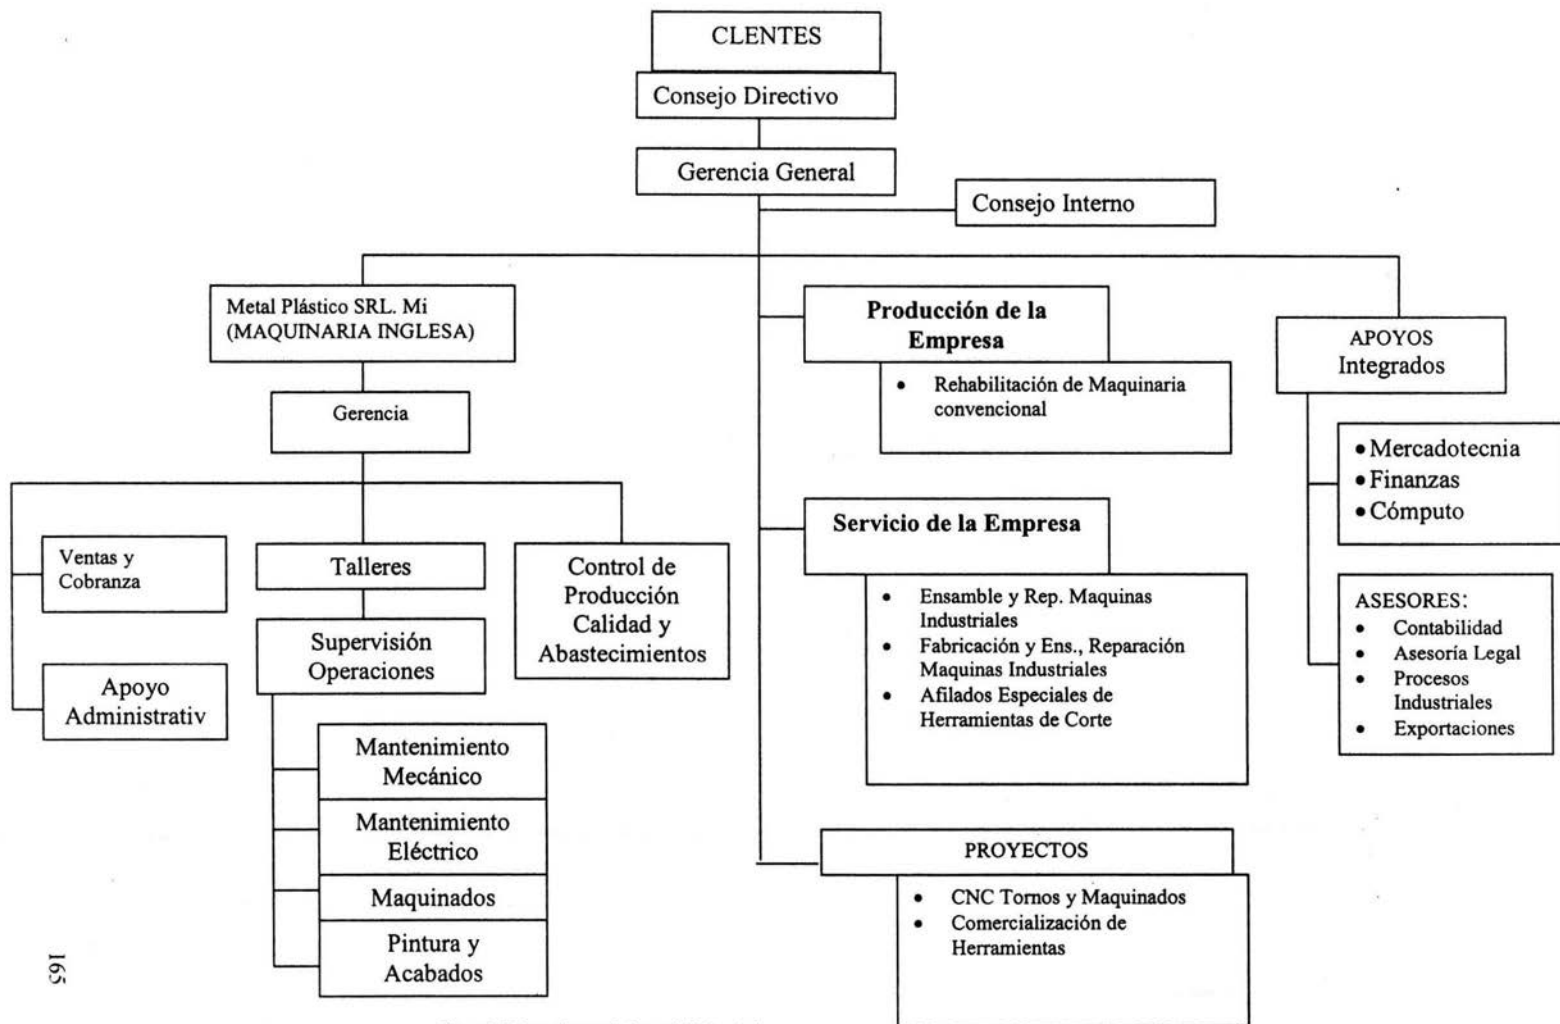 CLENTES
Consejo Directivo
Gerencia General
Consejo Interno
Metal Plástico SRL. Mi
(MAQUINARIA INGLESA)
Gerencia
Ventas y
Cobranza
Apoyo
Administrativ
Talleres
Supervisión
Operaciones
Mantenimiento
Mecánico
Mantenimiento
Eléctrico
Maquinados
Pintura y
Acabados
Control de
Producción
Calidad y
Abastecimientos
Producción de la
Empresa
• Rehabilitación de Maquinaria
convencional
Servicio de la Empresa
• Ensamble y Rep. Maquinas
Industriales
• Fabricación y Ens., Reparación
Maquinas Industriales
• Afilados Especiales de
Herramientas de Corte
PROYECTOS
• CNC Tornos y Maquinados
• Comercialización de
Herramientas
APOYOS
Integrados
• Mercadotecnia
• Finanzas
• Cómputo
ASESORES:
• Contabilidad
• Asesoría Legal
• Procesos
Industriales
• Exportaciones
165